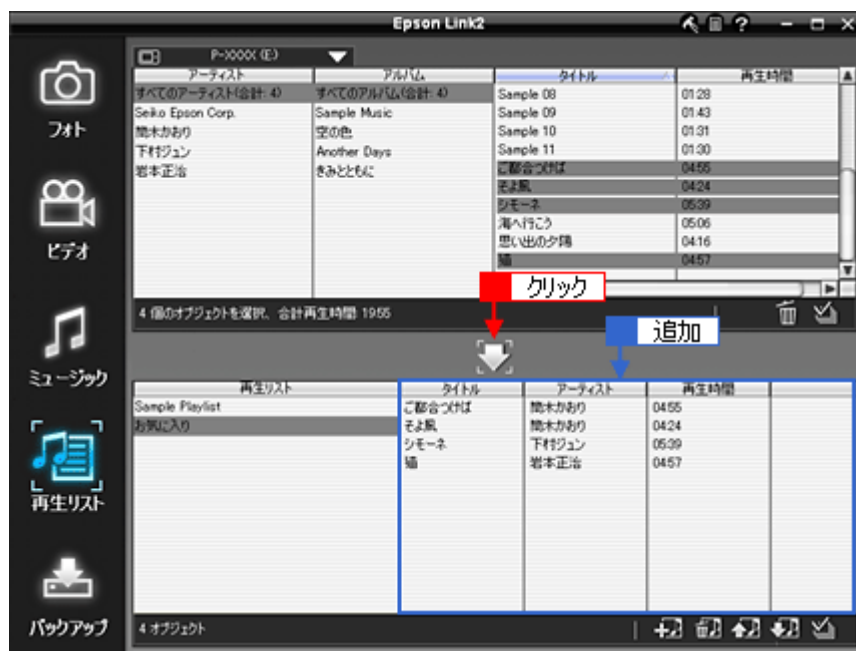 Epson Link2
P-XXXX (E)
フォト
ビデオ
ミュージック
再生リスト
バックアップ
アーティスト アルバム タイトル 再生時間
すべてのアーティスト(合計: 4) すべてのアルバム(合計: 4) Sample 08 01:28
Seiko Epson Corp. Sample Music Sample 09 01:43
間木かおり 空の色 Sample 10 01:31
下村ジュン Another Days Sample 11 01:30
岩本正治 きみとともに ご都合つけば 04:55
そよ風 04:24
シモーネ 05:39
海へ行こう 05:06
思い出の夕陽 04:16
猫 04:57
クリック
4 個のオブジェクトを選択、合計再生時間 19:55
追加
再生リスト タイトル アーティスト 再生時間
Sample Playlist ご都合つけば 間木かおり 04:55
お気に入り そよ風 間木かおり 04:24
シモーネ 下村ジュン 05:39
猫 岩本正治 04:57
4 オブジェクト